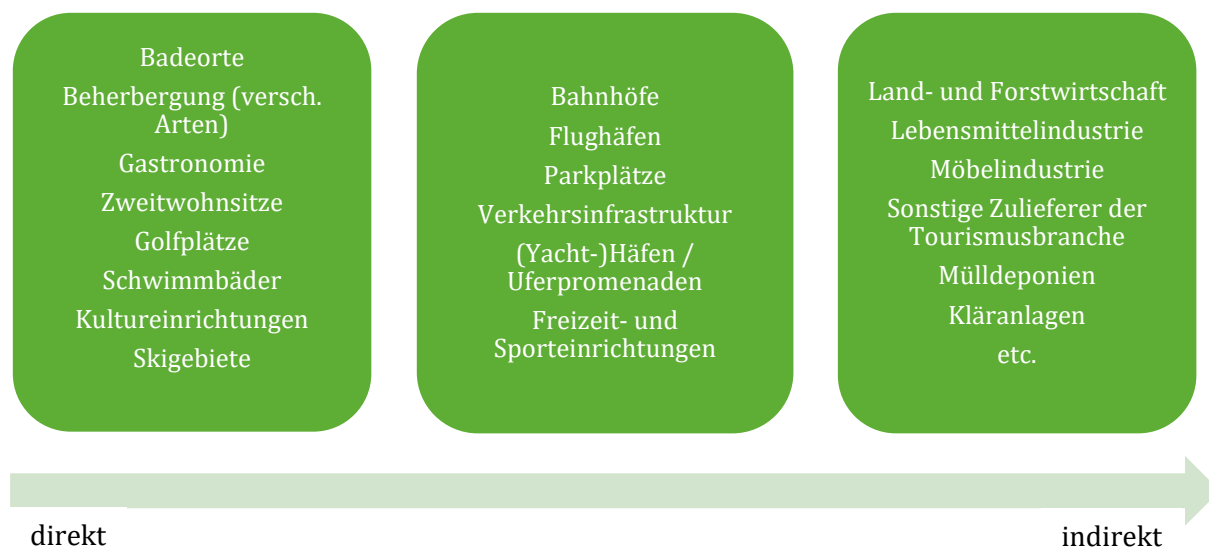 Badeorte
Beherbergung (versch.
Arten)
Gastronomie
Zweitwohnsitze
Golfplätze
Schwimmbäder
Kultureinrichtungen
Skigebiete
Bahnhöfe
Flughäfen
Parkplätze
Verkehrsinfrastruktur
(Yacht-)Häfen /
Uferpromenaden
Freizeit- und
Sporteinrichtungen
Land- und Forstwirtschaft
Lebensmittelindustrie
Möbelindustrie
Sonstige Zulieferer der
Tourismusbranche
Mülldeponien
Kläranlagen
etc.
direkt
indirekt